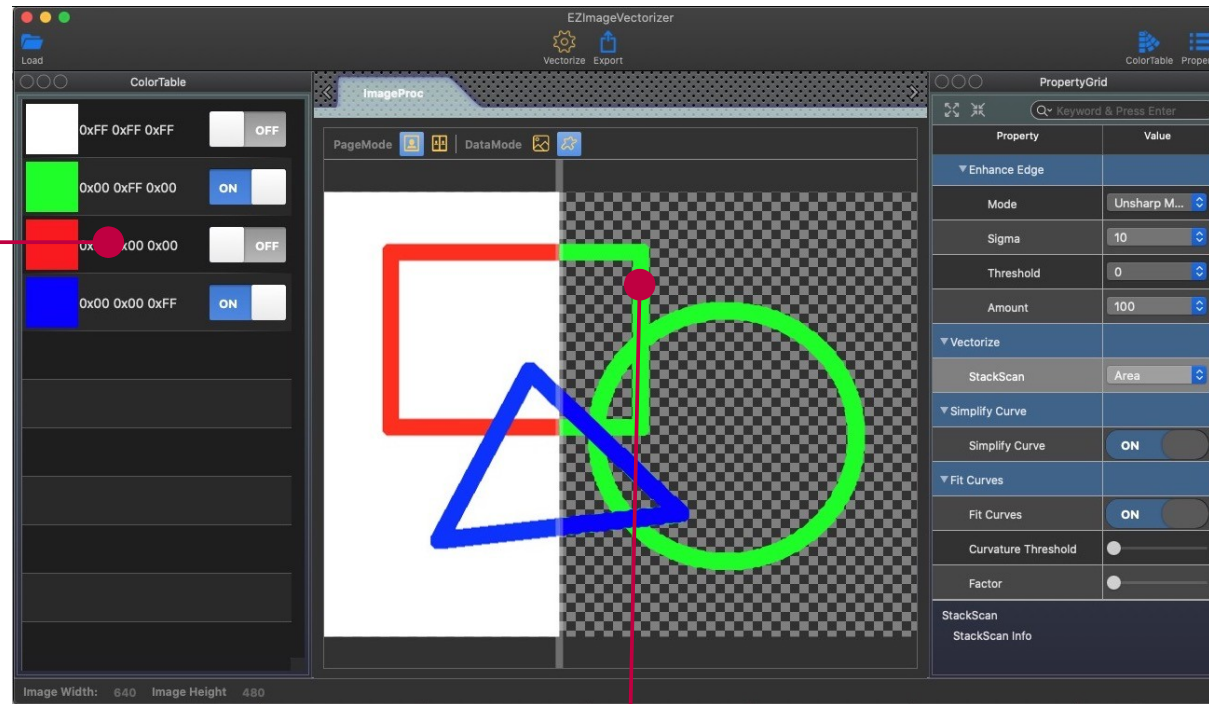 EZImageVectorizer
Load
Vectorize Export
ColorTable
ColorTable
0xFF 0xFF 0xFF OFF
0x00 0xFF 0x00 ON
0x00 0x00 OFF
0x00 0x00 0xFF ON
ImageProc
PageMode
DataMode
PropertyGrid
Keyword & Press Enter
Property Value
Enhance Edge
Mode Unsharp M...
Sigma 10
Threshold 0
Amount 100
Vectorize
StackScan Area
Simplify Curve
Simplify Curve ON
Fit Curves
Fit Curves ON
Curvature Threshold
Factor
StackScan
StackScan Info
Image Width: 640 Image Height 480